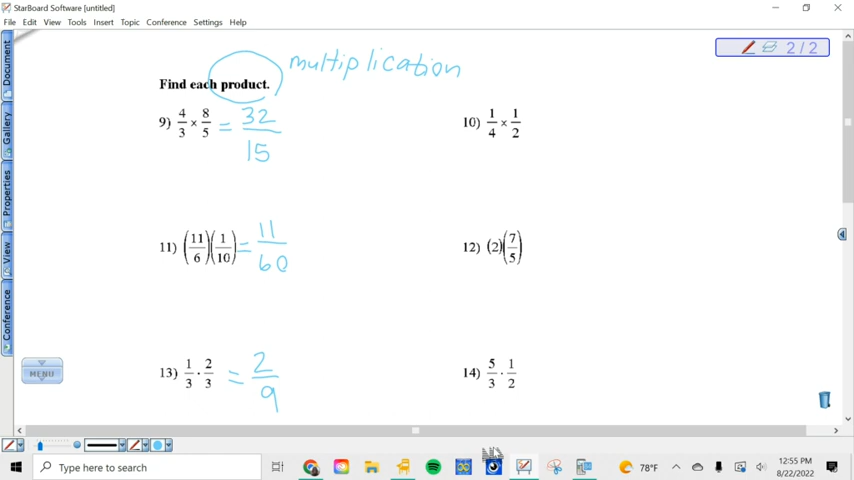 StarBoard Software [untitled]
File Edit View Tools Insert Topic Conference Settings Help
2 / 2
Document
Gallery
Properties
View
Conference
multiplication
Find each product.
9) 4/3 × 8/5 = 32/15
10) 1/4 × 1/2
11) (11/6)(1/10) = 11/60
12) (2)(7/5)
13) 1/3 · 2/3 = 2/9
14) 5/3 · 1/2
MENU
Type here to search
78°F
12:55 PM
8/22/2022